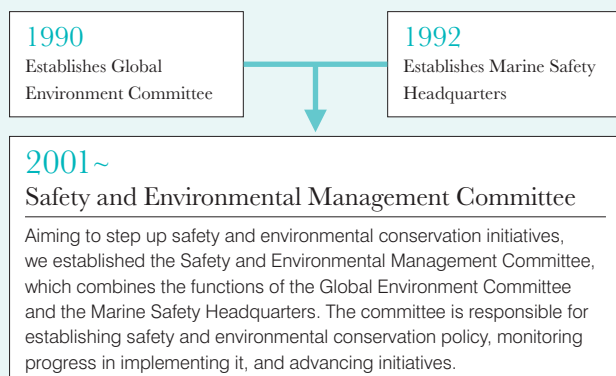 1990
Establishes Global
Environment Committee
1992
Establishes Marine Safety
Headquarters
2001~
Safety and Environmental Management Committee
Aiming to step up safety and environmental conservation initiatives,
we established the Safety and Environmental Management Committee,
which combines the functions of the Global Environment Committee
and the Marine Safety Headquarters. The committee is responsible for
establishing safety and environmental conservation policy, monitoring
progress in implementing it, and advancing initiatives.